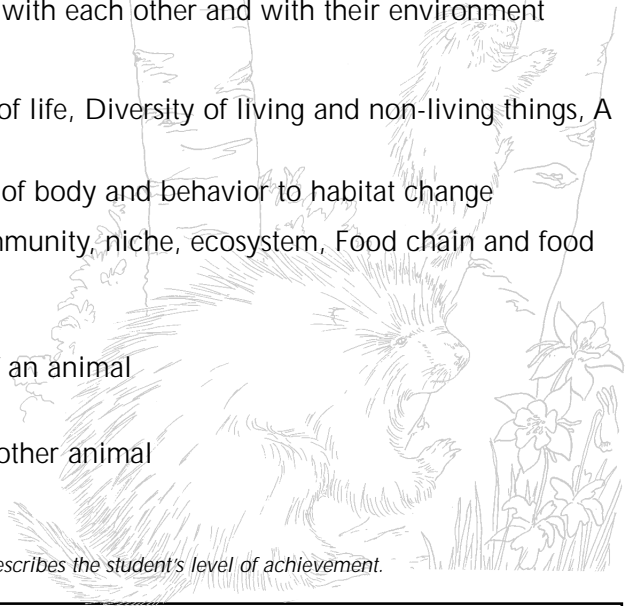 with each other and with their environment
of life, Diversity of living and non-living things, A
of body and behavior to habitat change
mmunity, niche, ecosystem, Food chain and food
an animal
other animal
escribes the student's level of achievement.